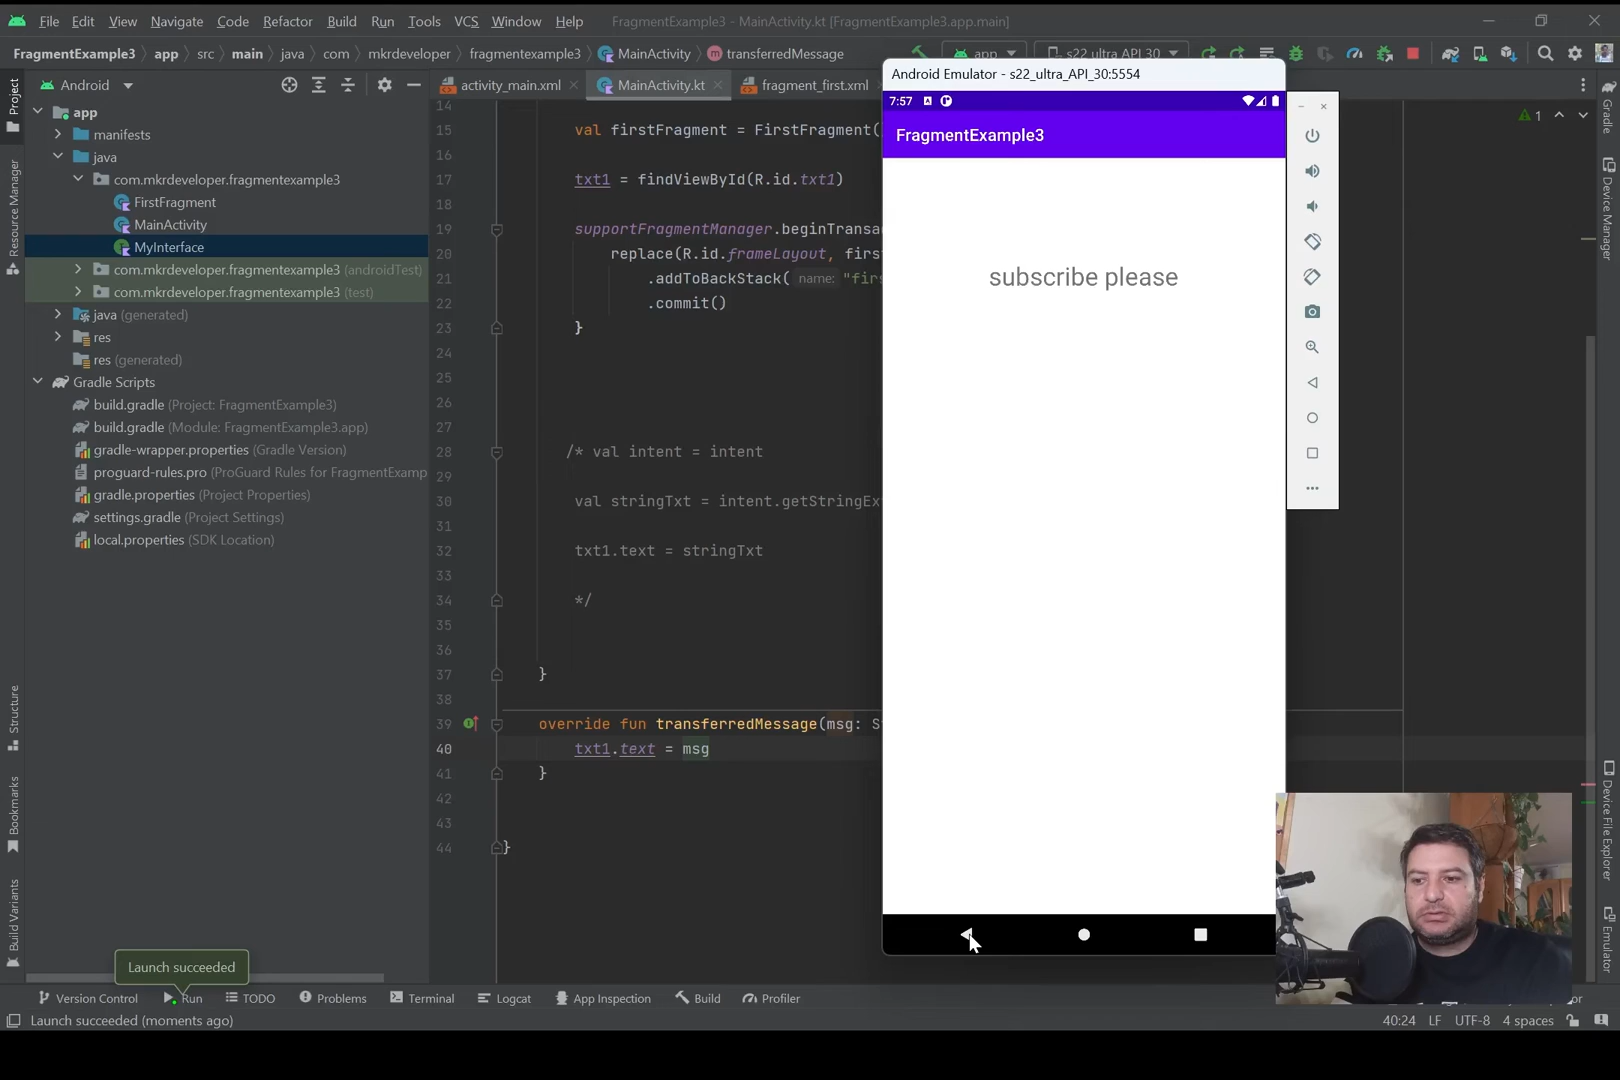 File Edit View Navigate Code Refactor Build Run Tools VCS Window Help FragmentExample3 - MainActivity.kt [FragmentExample3.app.main]
FragmentExample3 app src main java com mkrdeveloper fragmentexample3 MainActivity transferredMessage app s22 ultra API 30
Project
Resource Manager
Structure
Bookmarks
Build Variants
Android
app
manifests
java
com.mkrdeveloper.fragmentexample3
FirstFragment
MainActivity
MyInterface
com.mkrdeveloper.fragmentexample3 (androidTest)
com.mkrdeveloper.fragmentexample3 (test)
java (generated)
res
res (generated)
Gradle Scripts
build.gradle (Project: FragmentExample3)
build.gradle (Module: FragmentExample3.app)
gradle-wrapper.properties (Gradle Version)
proguard-rules.pro (ProGuard Rules for FragmentExamp
gradle.properties (Project Properties)
settings.gradle (Project Settings)
local.properties (SDK Location)
activity_main.xml MainActivity.kt fragment_first.xml
14
15 val firstFragment = FirstFragment(
16
17 txt1 = findViewById(R.id.txt1)
18
19 supportFragmentManager.beginTransa
20 replace(R.id.frameLayout, firs
21 .addToBackStack( name: "firs
22 .commit()
23 }
24
25
26
27
28 /* val intent = intent
29
30 val stringTxt = intent.getStringEx
31
32 txt1.text = stringTxt
33
34 */
35
36
37 }
38
39 override fun transferredMessage(msg: S
40 txt1.text = msg
41 }
42
43
44 }
1
Android Emulator - s22_ultra_API_30:5554
7:57
FragmentExample3
subscribe please
Gradle
Device Manager
Device File Explorer
Emulator
Launch succeeded
Version Control Run TODO Problems Terminal Logcat App Inspection Build Profiler
Launch succeeded (moments ago) 40:24 LF UTF-8 4 spaces